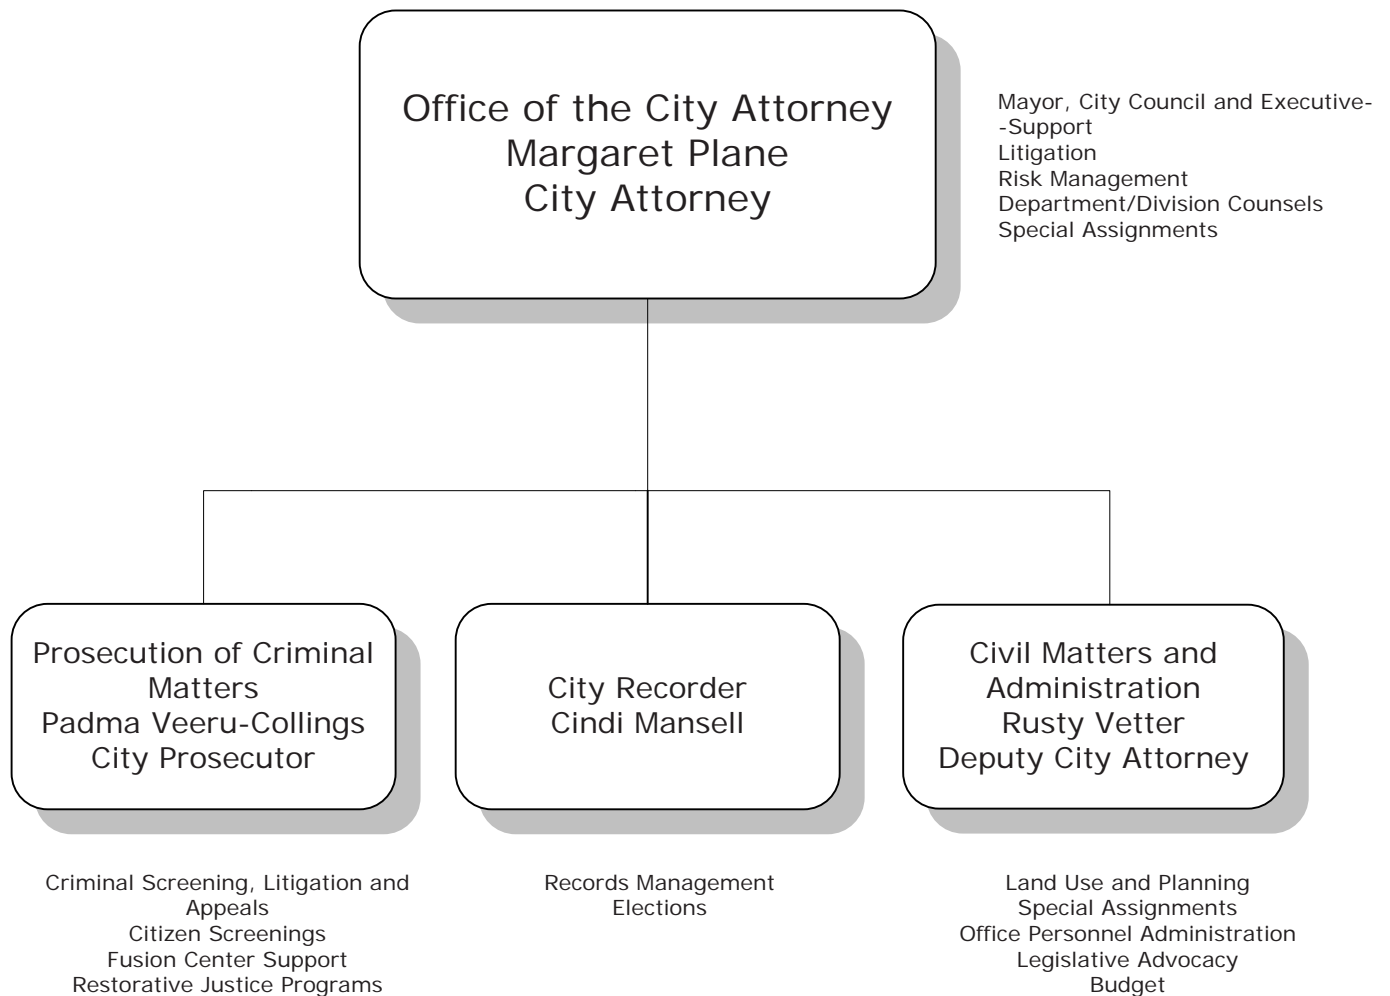 Office of the City Attorney
Margaret Plane
City Attorney
Mayor, City Council and Executive-
-Support
Litigation
Risk Management
Department/Division Counsels
Special Assignments
Prosecution of Criminal
Matters
Padma Veeru-Collings
City Prosecutor
City Recorder
Cindi Mansell
Civil Matters and
Administration
Rusty Vetter
Deputy City Attorney
Criminal Screening, Litigation and
Appeals
Citizen Screenings
Fusion Center Support
Restorative Justice Programs
Records Management
Elections
Land Use and Planning
Special Assignments
Office Personnel Administration
Legislative Advocacy
Budget